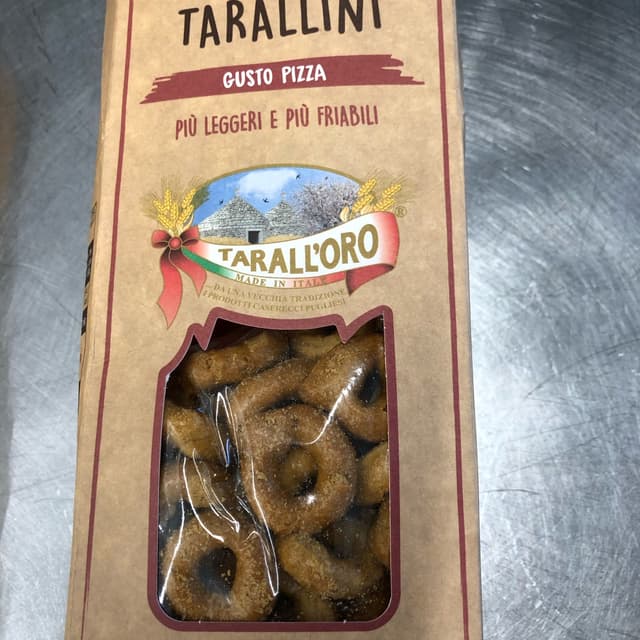 TARALLINI
GUSTO PIZZA
PIÙ LEGGERI E PIÙ FRIABILI
TARALL'ORO
®
MADE IN ITALY
DA UNA VECCHIA TRADIZIONE
I PRODOTTI CASERECCI PUGLIESI